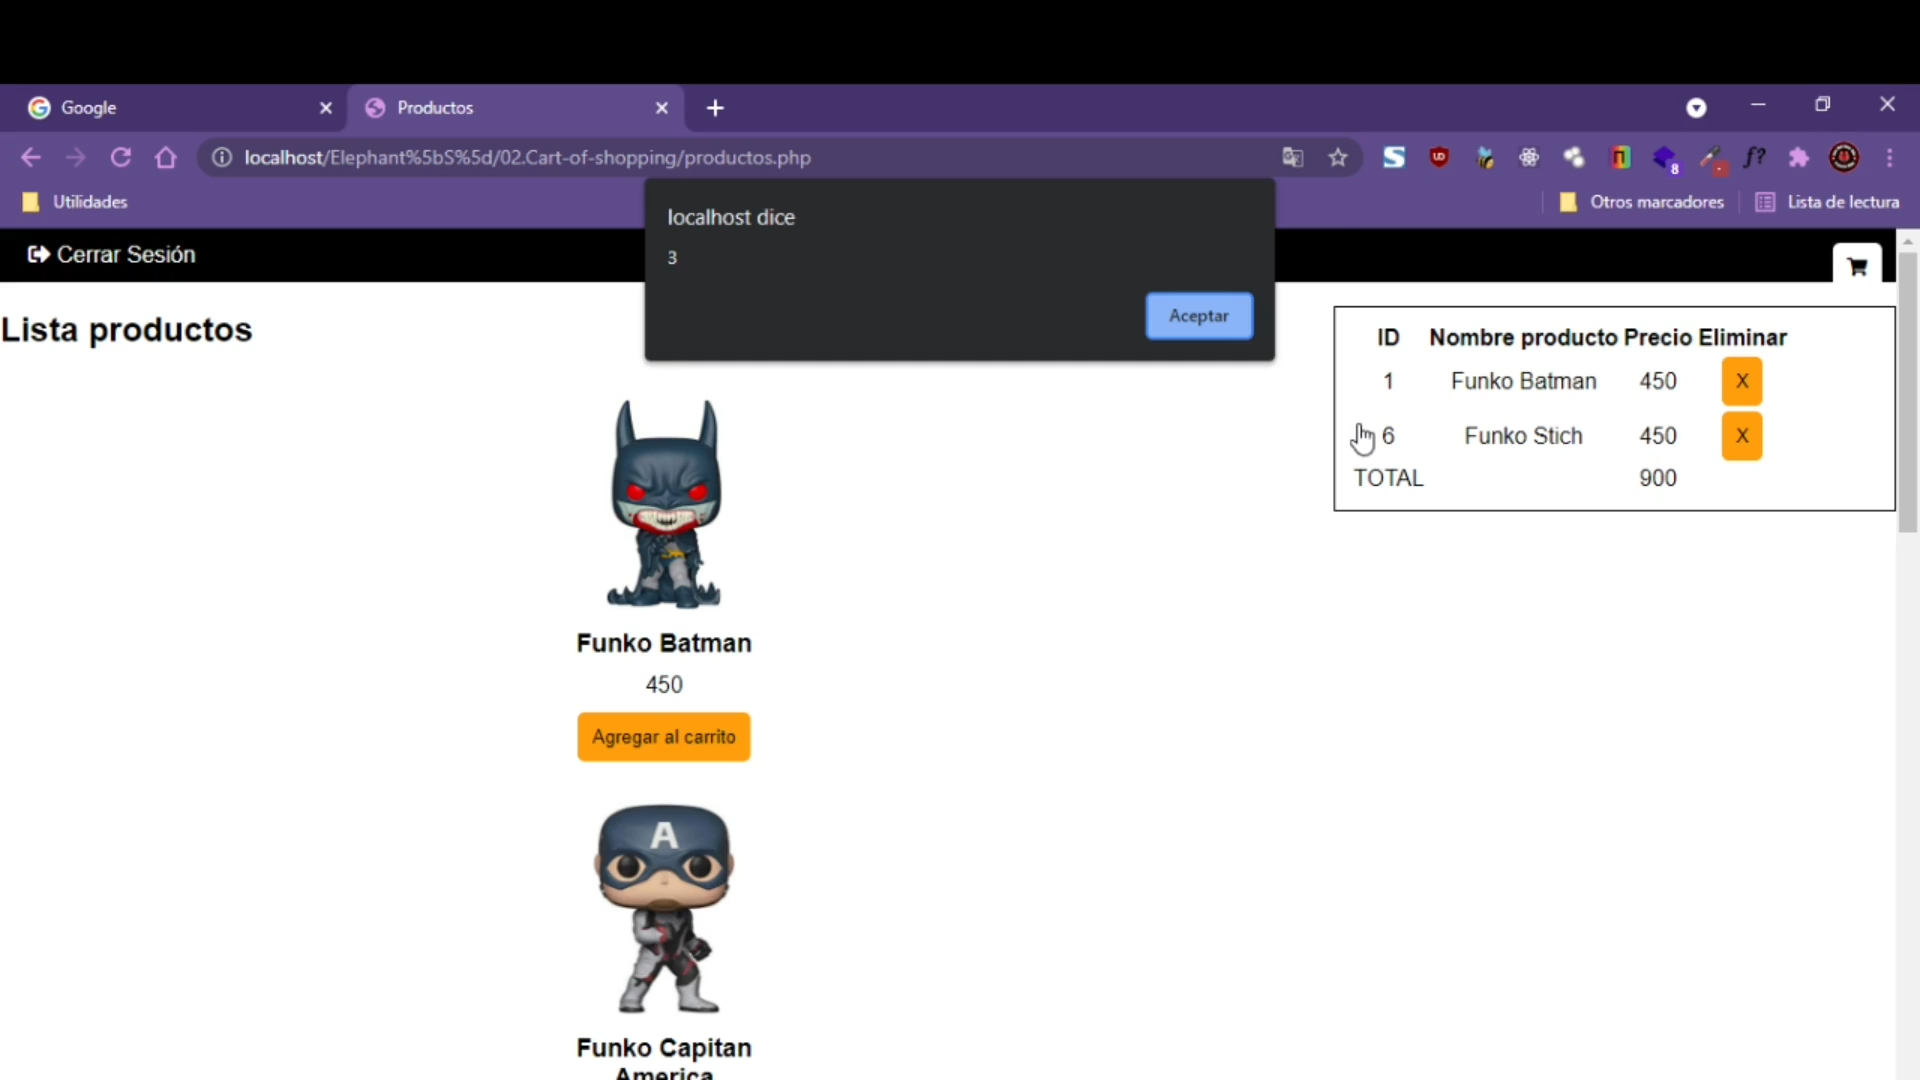 Google
Productos
localhost/Elephant%5bS%5d/02.Cart-of-shopping/productos.php
8
f?
Utilidades
Otros marcadores
Lista de lectura
localhost dice
3
Aceptar
Cerrar Sesión
Lista productos
ID Nombre producto Precio Eliminar
1 Funko Batman 450 X
6 Funko Stich 450 X
TOTAL 900
Funko Batman
450
Agregar al carrito
A
Funko Capitan
America